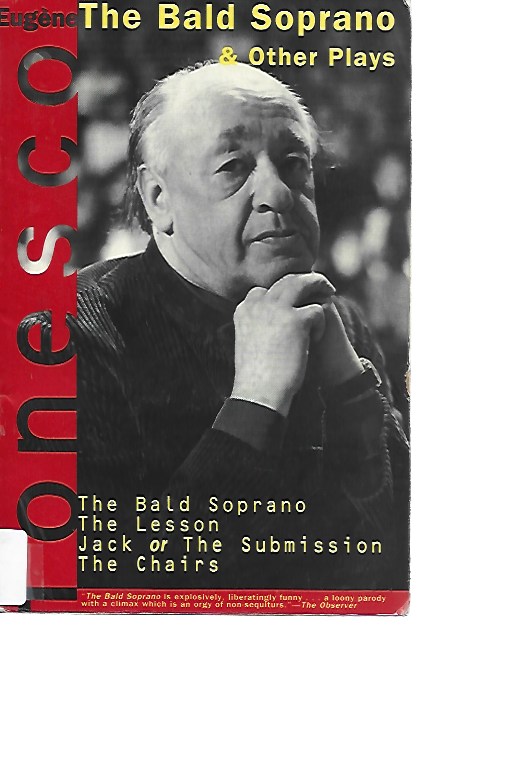 Eugène
Ionesco
The Bald Soprano
& Other Plays
The Bald Soprano
The Lesson
Jack or The Submission
The Chairs
"The Bald Soprano is explosively, liberatingly funny . . . a loony parody
with a climax which is an orgy of non-sequiturs."—The Observer